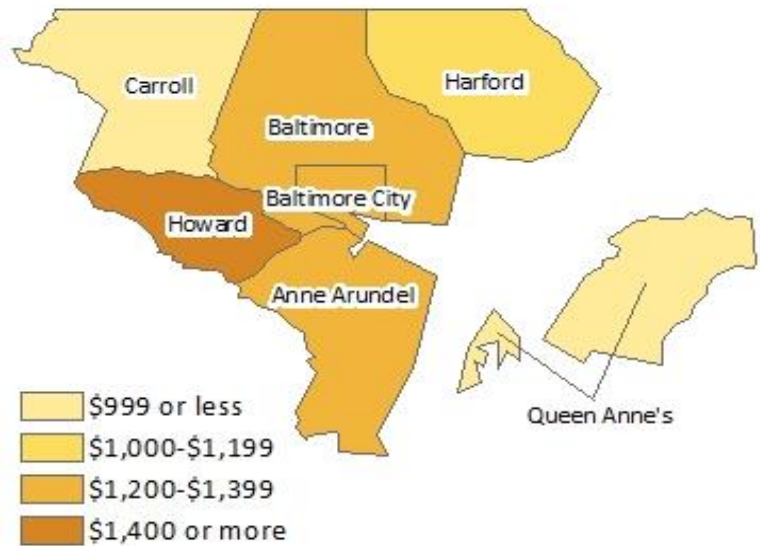 Carroll
Harford
Baltimore
Baltimore City
Howard
Anne Arundel
Queen Anne's
$999 or less
$1,000-$1,199
$1,200-$1,399
$1,400 or more